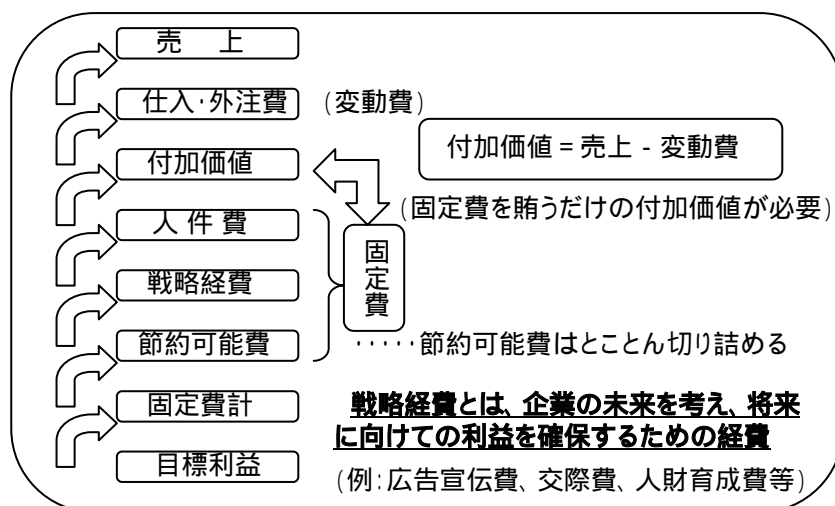 売　上
仕入・外注費 (変動費)
付加価値 = 売上 - 変動費
付加価値
(固定費を賄うだけの付加価値が必要)
人 件 費
固定費
戦略経費
節約可能費 ‥‥‥節約可能費はとことん切り詰める
固定費計
戦略経費とは、企業の未来を考え、将来
に向けての利益を確保するための経費
目標利益
(例:広告宣伝費、交際費、人財育成費等)